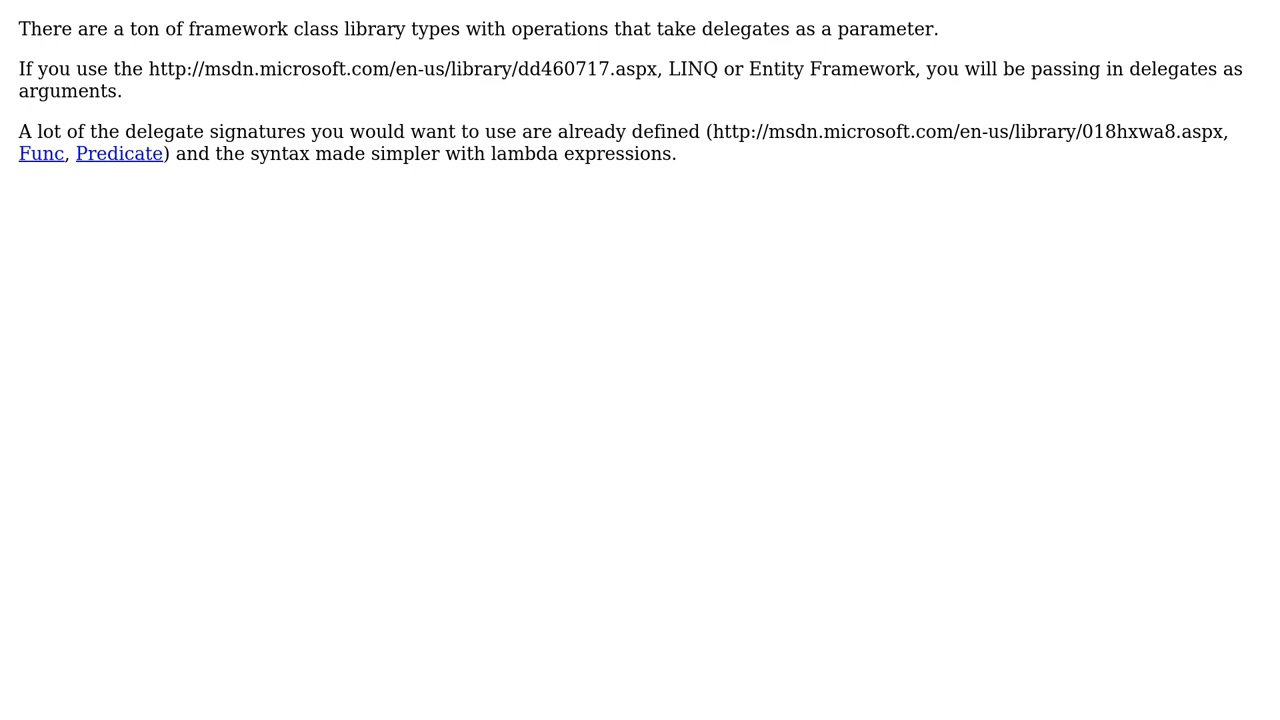 There are a ton of framework class library types with operations that take delegates as a parameter.
If you use the http://msdn.microsoft.com/en-us/library/dd460717.aspx, LINQ or Entity Framework, you will be passing in delegates as
arguments.
A lot of the delegate signatures you would want to use are already defined (http://msdn.microsoft.com/en-us/library/018hxwa8.aspx,
Func, Predicate) and the syntax made simpler with lambda expressions.